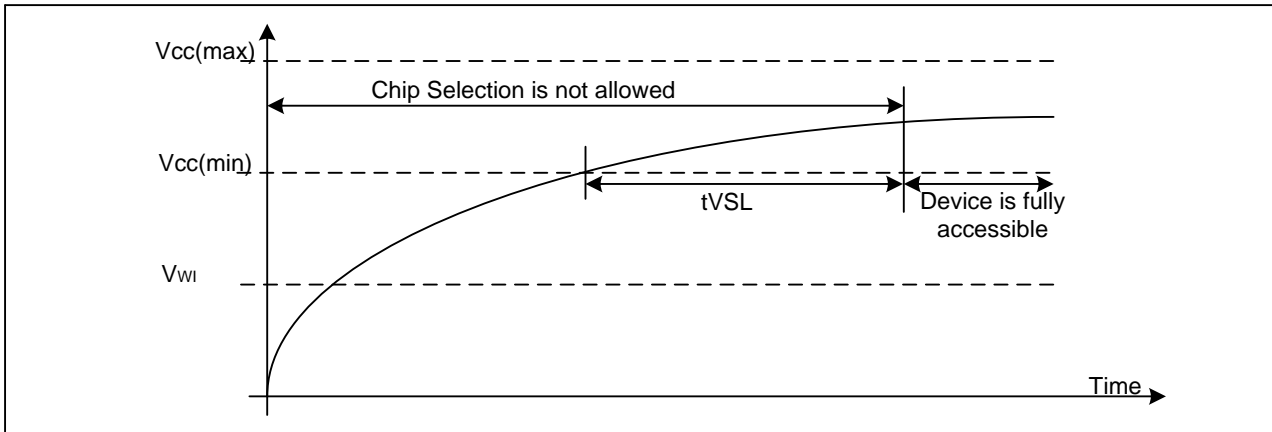 Vcc(max)
Chip Selection is not allowed
Vcc(min)
tVSL
Device is fully
accessible
VWI
Time